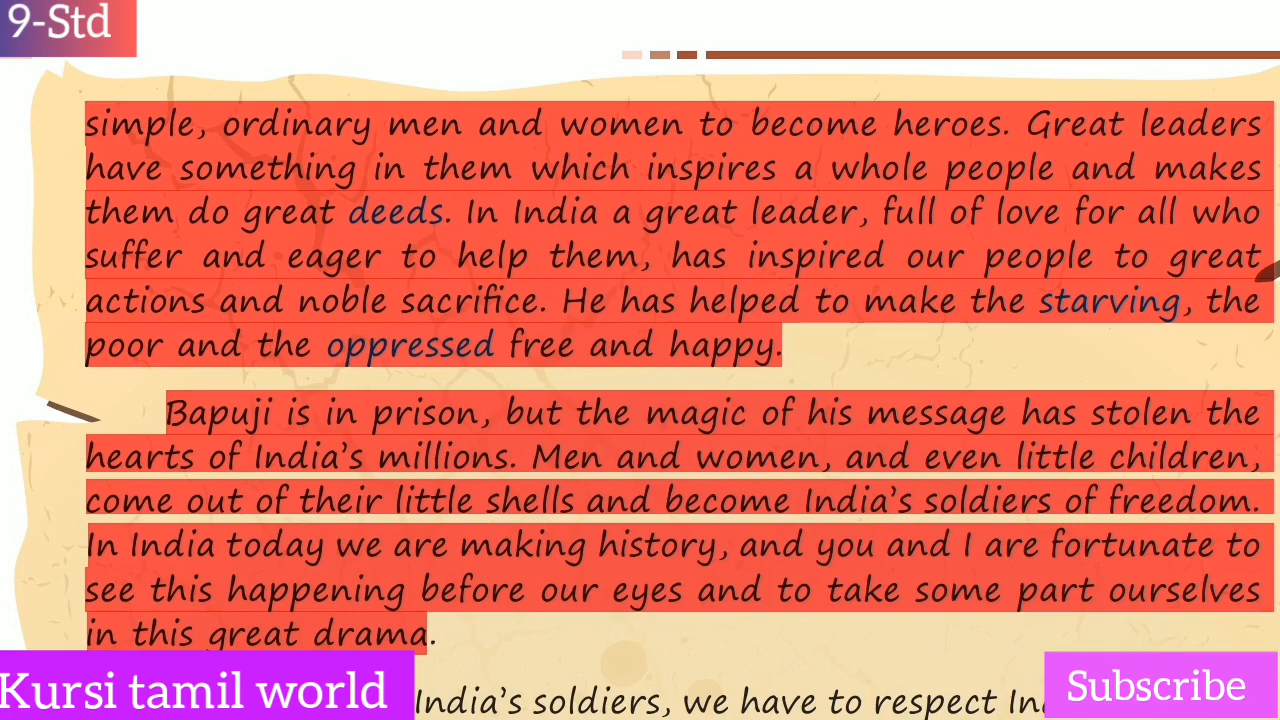 9-Std
simple, ordinary men and women to become heroes. Great leaders
have something in them which inspires a whole people and makes
them do great deeds. In India a great leader, full of love for all who
suffer and eager to help them, has inspired our people to great
actions and noble sacrifice. He has helped to make the starving, the
poor and the oppressed free and happy.
Bapuji is in prison, but the magic of his message has stolen the
hearts of India’s millions. Men and women, and even little children,
come out of their little shells and become India’s soldiers of freedom.
In India today we are making history, and you and I are fortunate to
see this happening before our eyes and to take some part ourselves
in this great drama.
India’s soldiers, we have to respect
Kursi tamil world
Subscribe